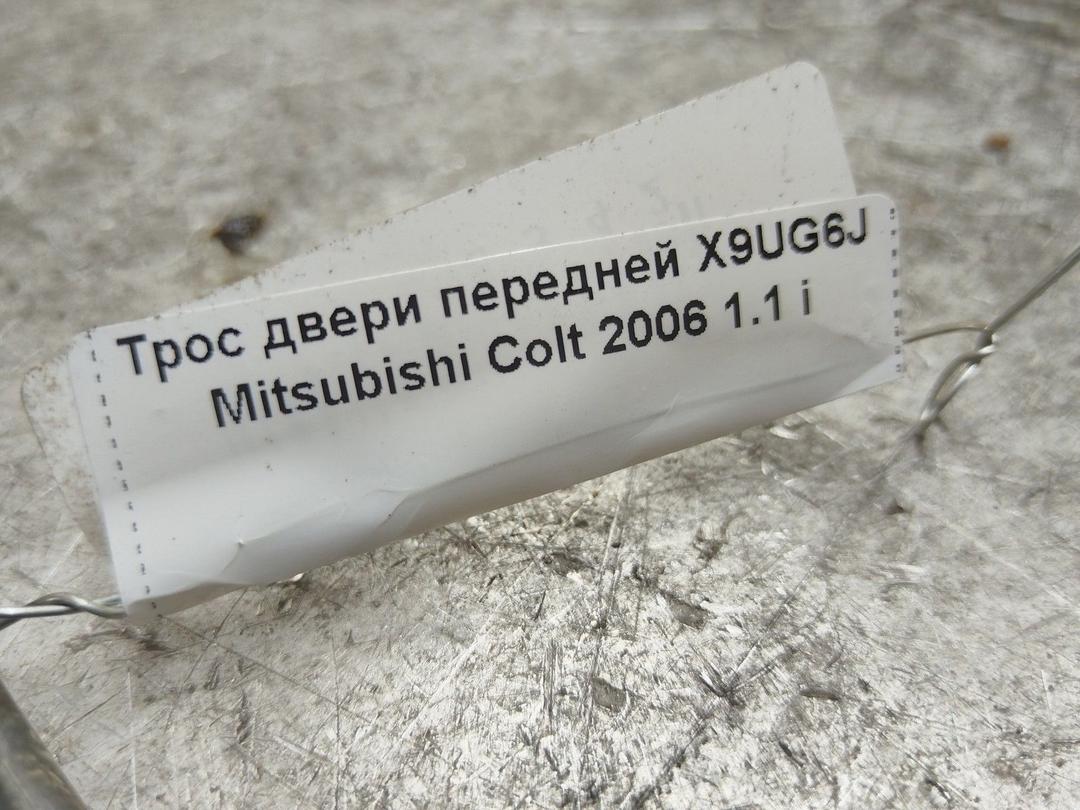 Трос двери передней X9UG6J
Mitsubishi Colt 2006 1.1 i